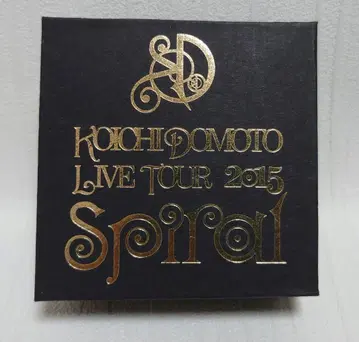 KOICHI DOMOTO
LIVE TOUR 2015
Spiral